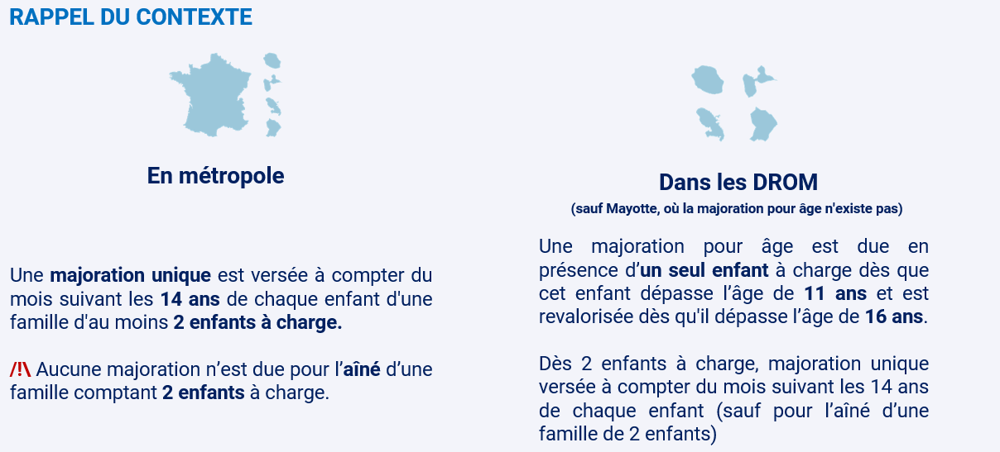 RAPPEL DU CONTEXTE
En métropole
Une majoration unique est versée à compter du
mois suivant les 14 ans de chaque enfant d'une
famille d'au moins 2 enfants à charge.
/!\ Aucune majoration n’est due pour l’aîné d’une
famille comptant 2 enfants à charge.
Dans les DROM
(sauf Mayotte, où la majoration pour âge n'existe pas)
Une majoration pour âge est due en
présence d’un seul enfant à charge dès que
cet enfant dépasse l’âge de 11 ans et est
revalorisée dès qu'il dépasse l’âge de 16 ans.
Dès 2 enfants à charge, majoration unique
versée à compter du mois suivant les 14 ans
de chaque enfant (sauf pour l’aîné d’une
famille de 2 enfants)